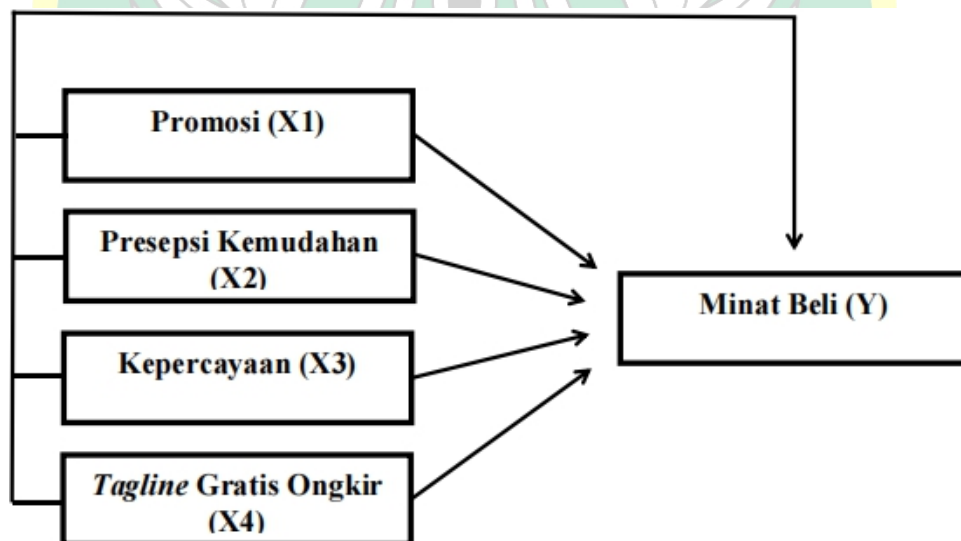 Promosi (X1)
Presepsi Kemudahan
(X2)
Kepercayaan (X3)
Tagline Gratis Ongkir
(X4)
Minat Beli (Y)